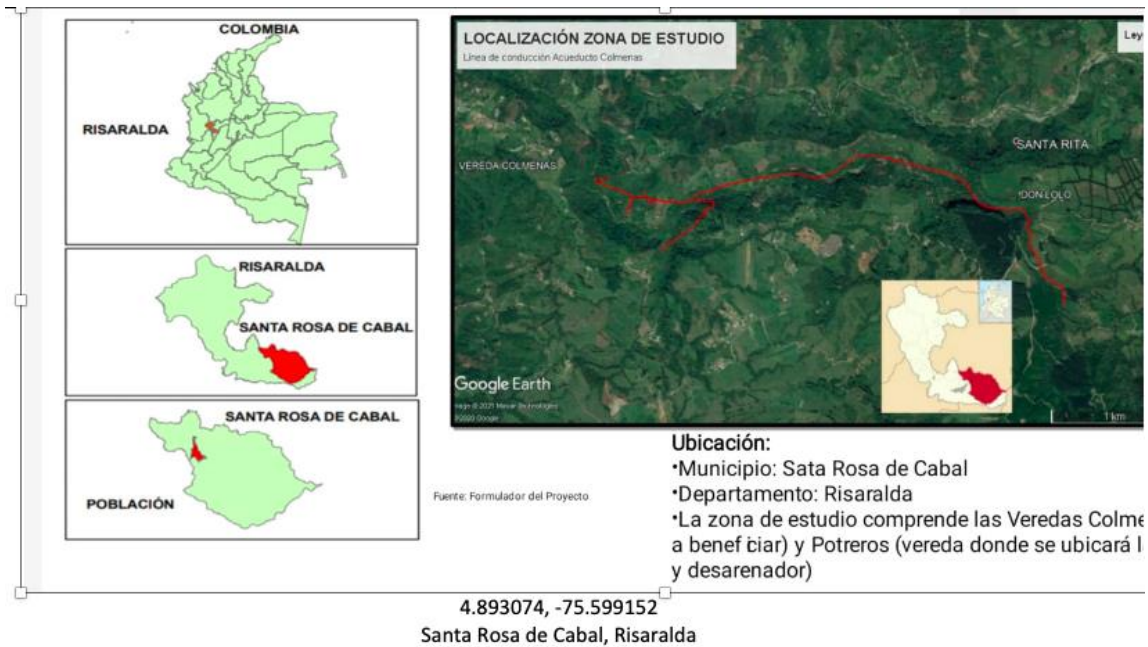 COLOMBIA
RISARALDA
RISARALDA
SANTA ROSA DE CABAL
SANTA ROSA DE CABAL
POBLACIÓN
Fuente: Formulador del Proyecto
LOCALIZACIÓN ZONA DE ESTUDIO
Línea de conducción Acueducto Colmenas
Ley
SANTA RITA
VEREDA COLMENAS
DON LOLO
Google Earth
1 km
Ubicación:
•Municipio: Sata Rosa de Cabal
•Departamento: Risaralda
•La zona de estudio comprende las Veredas Colme
a benef ciar) y Potreros (vereda donde se ubicará l
y desarenador)
4.893074, -75.599152
Santa Rosa de Cabal, Risaralda